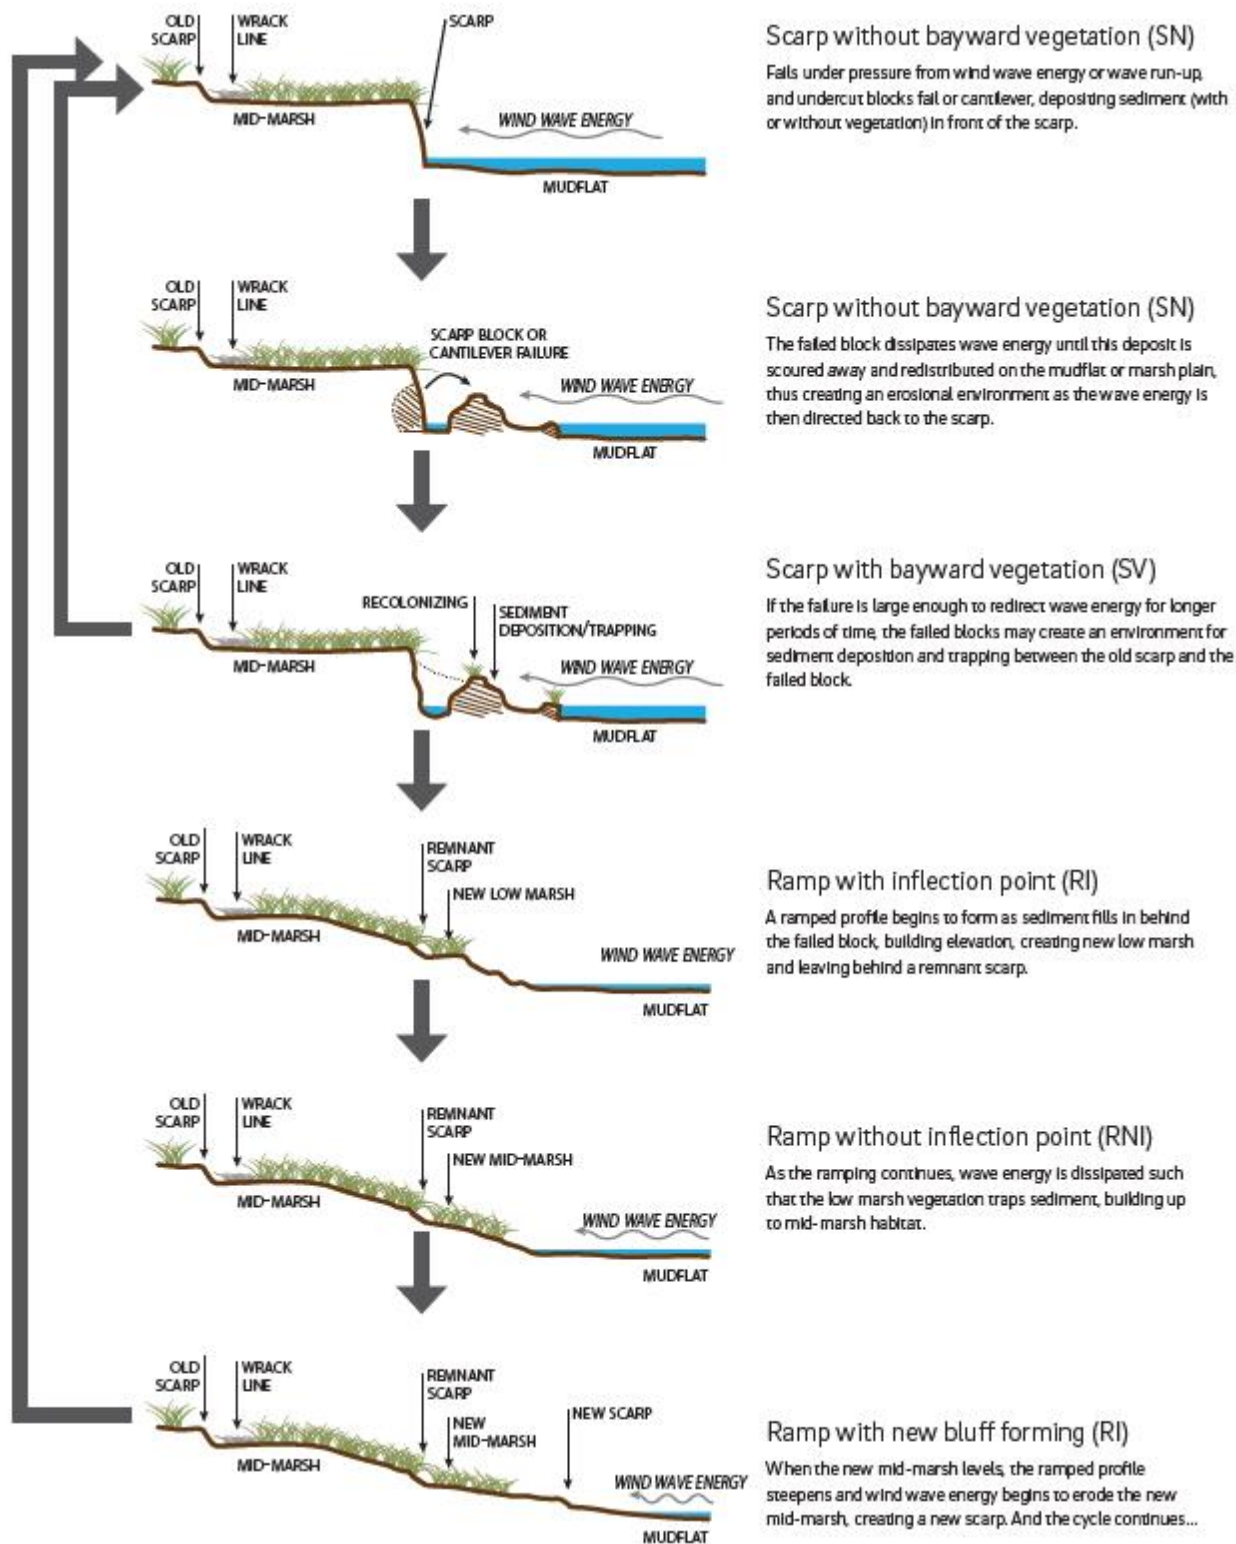 OLD
SCARP
WRACK
LINE
SCARP
MID-MARSH
WIND WAVE ENERGY
MUDFLAT
Scarp without bayward vegetation (SN)
Fails under pressure from wind wave energy or wave run-up,
and undercut blocks fail or cantilever, depositing sediment (with
or without vegetation) in front of the scarp.
OLD
SCARP
WRACK
LINE
SCARP BLOCK OR
CANTILEVER FAILURE
MID-MARSH
WIND WAVE ENERGY
MUDFLAT
Scarp without bayward vegetation (SN)
The failed block dissipates wave energy until this deposit is
scoured away and redistributed on the mudflat or marsh plain,
thus creating an erosional environment as the wave energy is
then directed back to the scarp.
OLD
SCARP
WRACK
LINE
RECOLONIZING
SEDIMENT
DEPOSITION/TRAPPING
MID-MARSH
WIND WAVE ENERGY
MUDFLAT
Scarp with bayward vegetation (SV)
If the failure is large enough to redirect wave energy for longer
periods of time, the failed blocks may create an environment for
sediment deposition and trapping between the old scarp and the
failed block.
OLD
SCARP
WRACK
LINE
REMNANT
SCARP
NEW LOW MARSH
MID-MARSH
WIND WAVE ENERGY
MUDFLAT
Ramp with inflection point (RI)
A ramped profile begins to form as sediment fills in behind
the failed block, building elevation, creating new low marsh
and leaving behind a remnant scarp.
OLD
SCARP
WRACK
LINE
REMNANT
SCARP
NEW MID-MARSH
MID-MARSH
WIND WAVE ENERGY
MUDFLAT
Ramp without inflection point (RNI)
As the ramping continues, wave energy is dissipated such
that the low marsh vegetation traps sediment, building up
to mid-marsh habitat.
OLD
SCARP
WRACK
LINE
REMNANT
SCARP
NEW
MID-MARSH
NEW SCARP
MID-MARSH
WIND WAVE ENERGY
MUDFLAT
Ramp with new bluff forming (RI)
When the new mid-marsh levels, the ramped profile
steepens and wind wave energy begins to erode the new
mid-marsh, creating a new scarp. And the cycle continues...